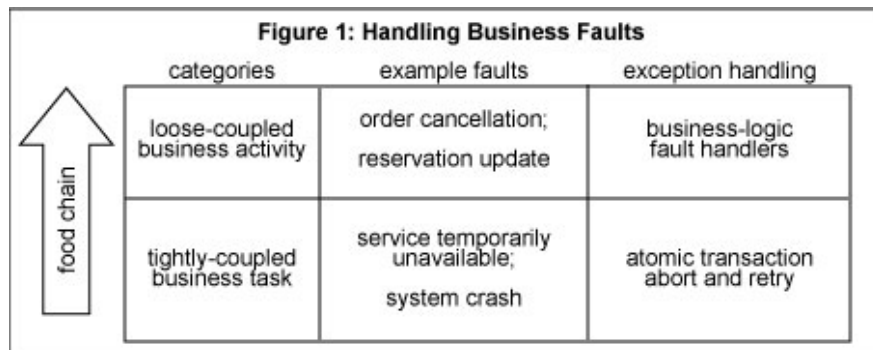 Figure 1: Handling Business Faults
categories example faults exception handling
food chain
loose-coupled
business activity
order cancellation;
reservation update
business-logic
fault handlers
tightly-coupled
business task
service temporarily
unavailable;
system crash
atomic transaction
abort and retry